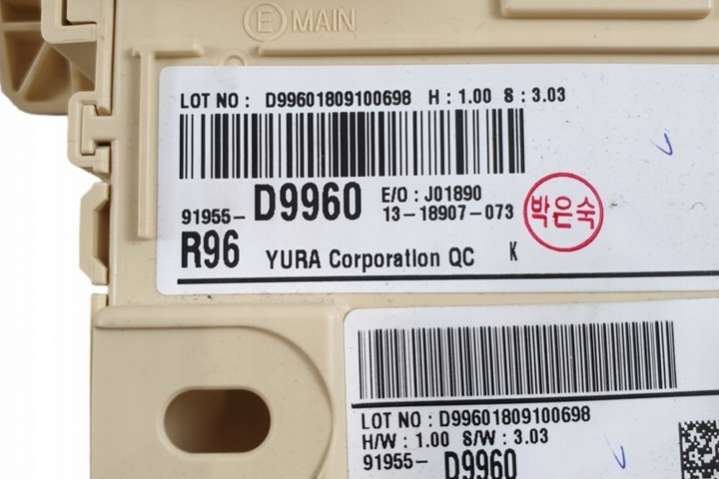 E MAIN
LOT NO : D99601809100698 H : 1.00 S : 3.03
91955- D9960 E/O : J01890
13-18907-073
박은숙
R96 YURA Corporation QC K
LOT NO : D99601809100698
H/W : 1.00 S/W : 3.03
91955- D9960